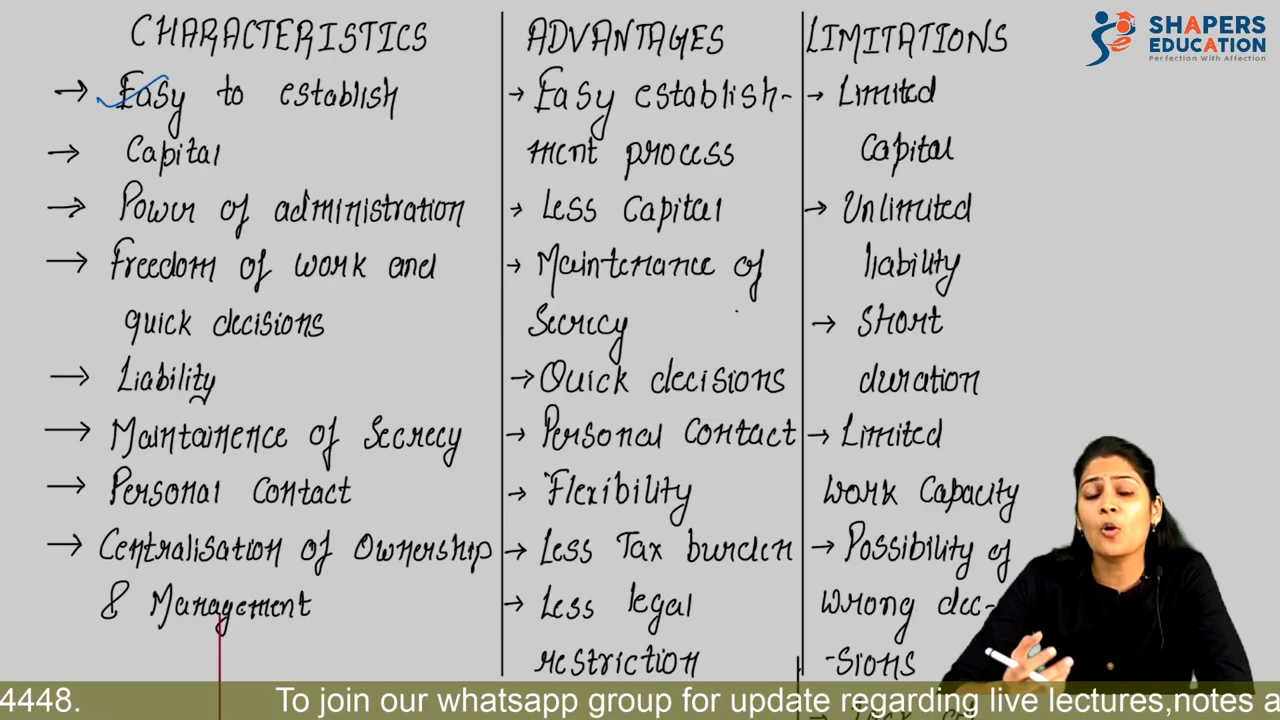 CHARACTERISTICS
→ Easy to establish
→ Capital
→ Power of administration
→ Freedom of work and
quick decisions
→ Liability
→ Maintainence of Secrecy
→ Personal Contact
→ Centralisation of Ownership
& Management
ADVANTAGES
→ Easy establish-
ment process
→ Less Capital
→ Maintenance of
Secrecy
→ Quick decisions
→ Personal Contact
→ Flexibility
→ Less Tax burden
→ Less legal
restriction
LIMITATIONS
→ Limited
Capital
→ Unlimited
liability
→ Short
duration
→ Limited
Work Capacity
→ Possibility of
wrong dec-
-sions
SHAPERS
EDUCATION
Perfection With Affection
4448. To join our whatsapp group for update regarding live lectures,notes a